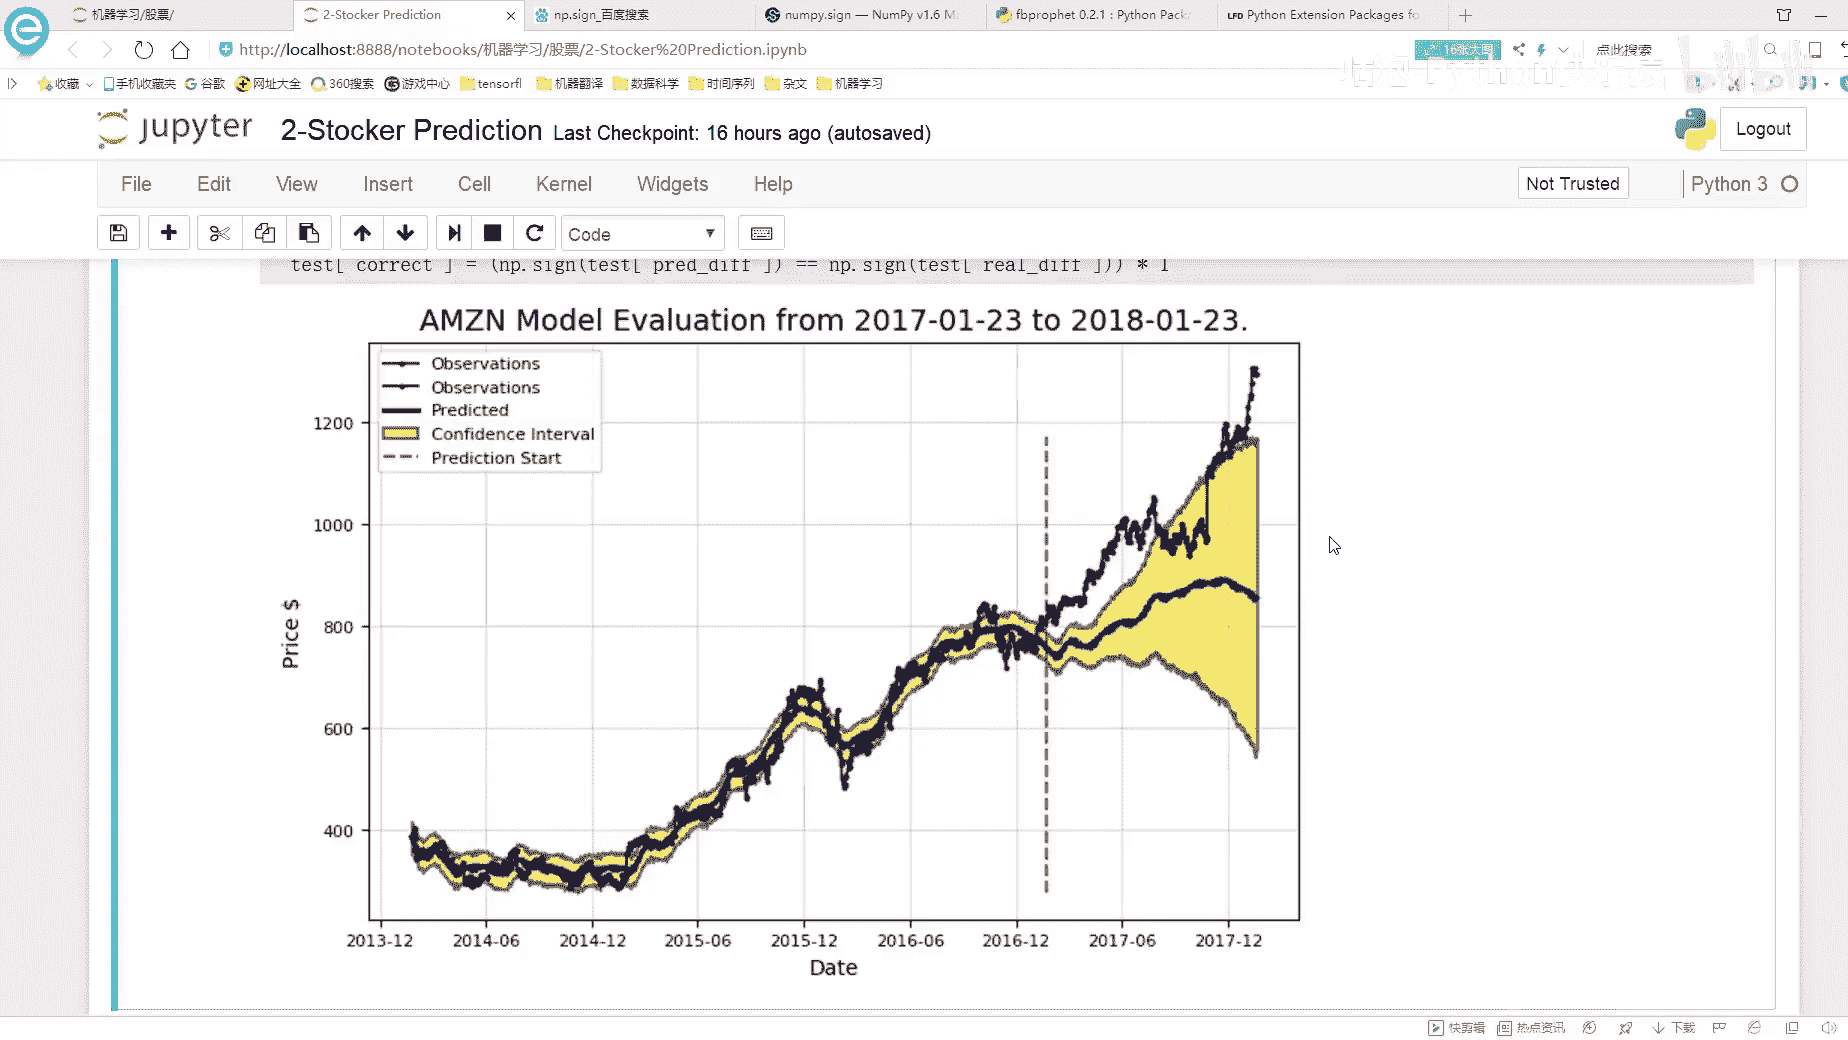 机器学习/股票/
2-Stocker Prediction
np.sign_百度搜索
numpy.sign — NumPy v1.6 M
fbprophet 0.2.1 : Python Pack
LFD Python Extension Packages fo
http://localhost:8888/notebooks/机器学习/股票/2-Stocker%20Prediction.ipynb
16张大图
点此搜索
收藏
手机收藏夹
谷歌
网址大全
360搜索
游戏中心
tensorfl
机器翻译
数据科学
时间序列
杂文
机器学习
jupyter
2-Stocker Prediction Last Checkpoint: 16 hours ago (autosaved)
Logout
File Edit View Insert Cell Kernel Widgets Help
Not Trusted
Python 3
Code
test[ correct ] = (np.sign(test[ pred_diff ]) == np.sign(test[ real_diff ])) * 1
AMZN Model Evaluation from 2017-01-23 to 2018-01-23.
Observations
Observations
Predicted
Confidence Interval
Prediction Start
1200
1000
800
600
400
Price $
2013-12 2014-06 2014-12 2015-06 2015-12 2016-06 2016-12 2017-06 2017-12
Date
快剪辑
热点资讯
下载